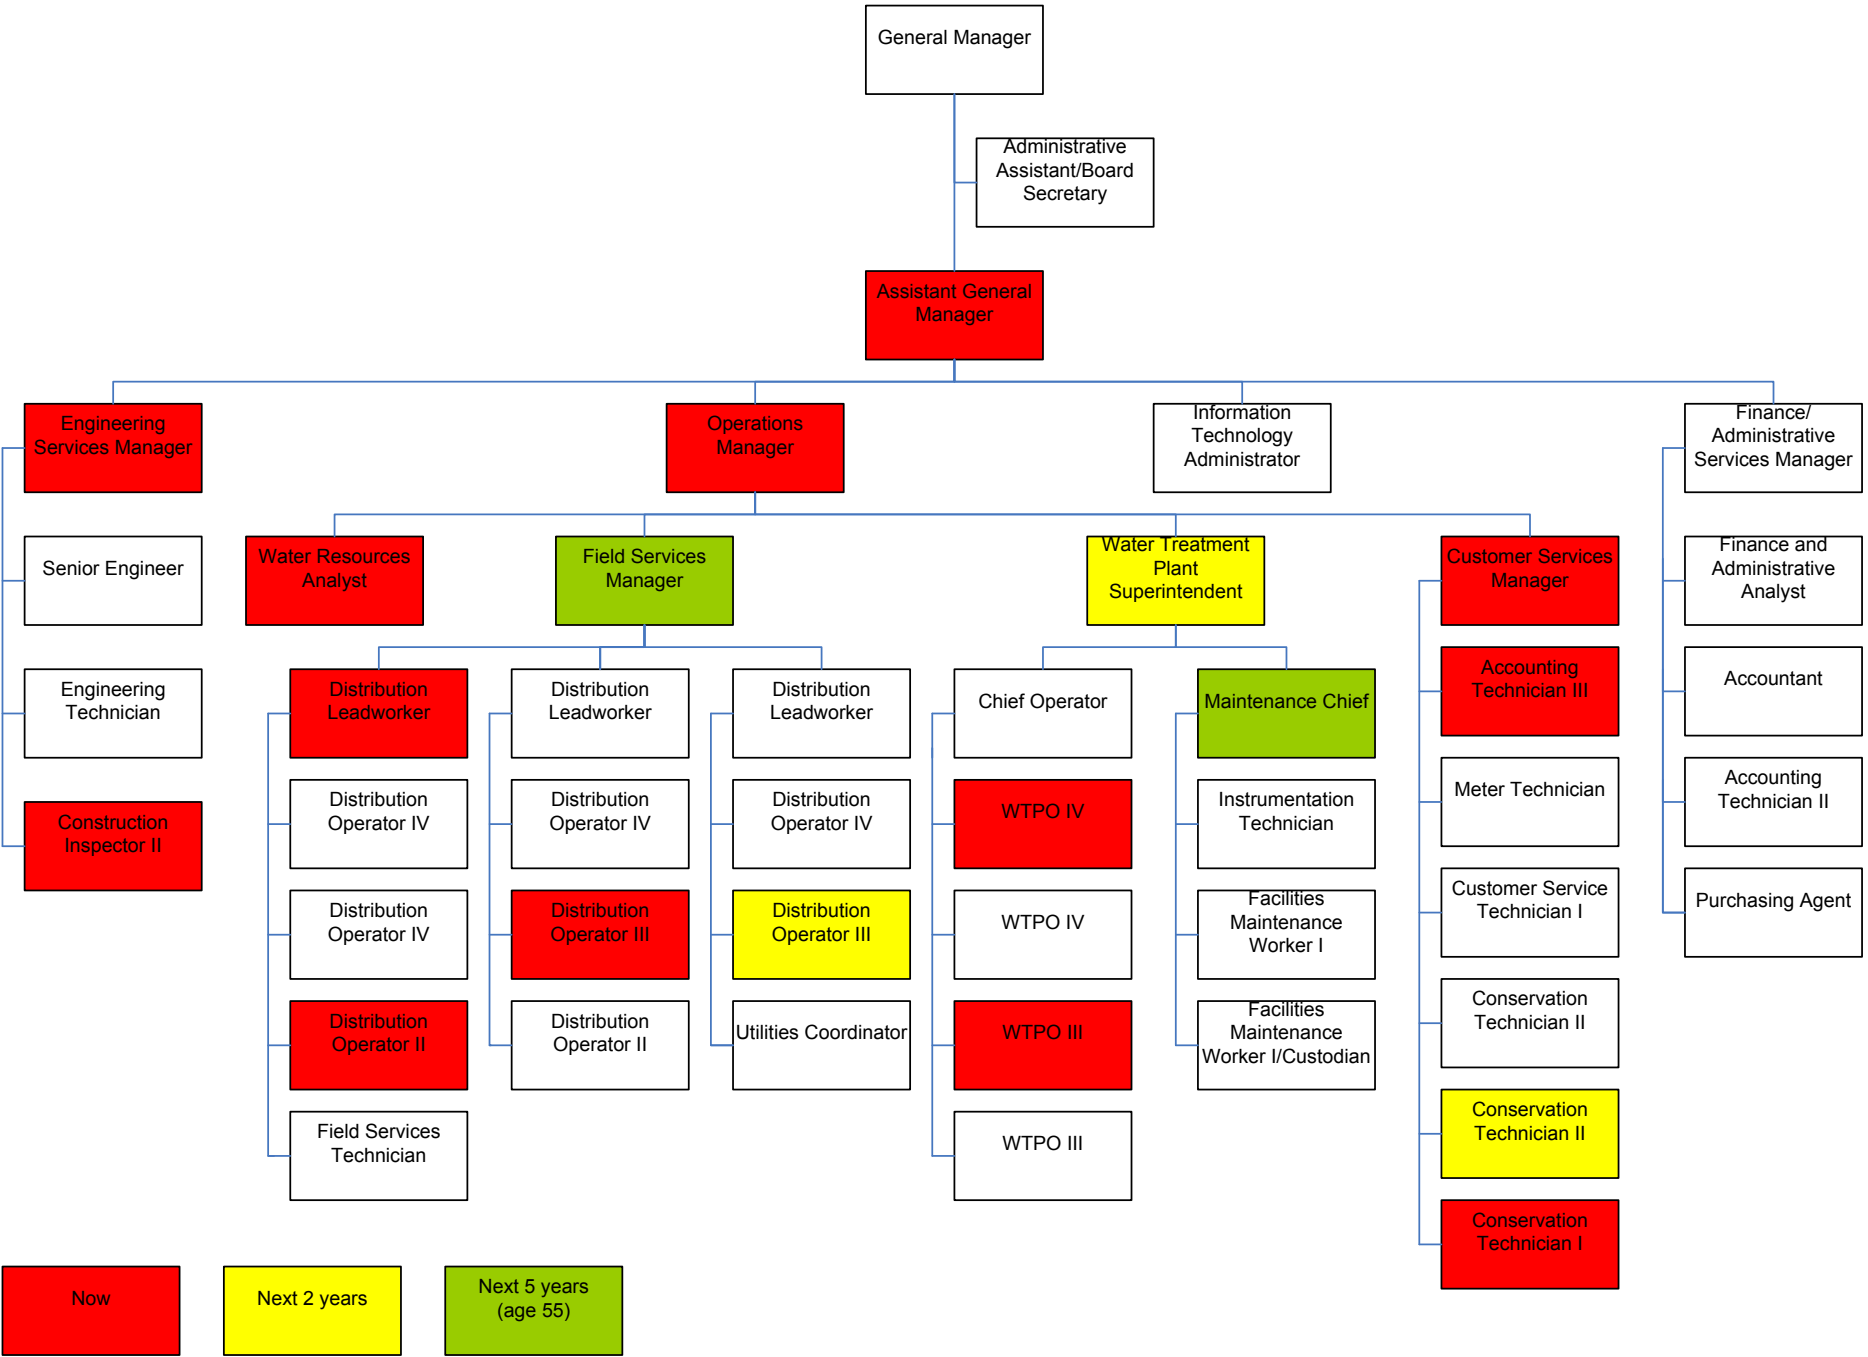 General Manager
Administrative
Assistant/Board
Secretary
Assistant General
Manager
Engineering
Services Manager
Operations
Manager
Information
Technology
Administrator
Finance/
Administrative
Services Manager
Senior Engineer
Engineering
Technician
Construction
Inspector II
Water Resources
Analyst
Field Services
Manager
Water Treatment
Plant
Superintendent
Customer Services
Manager
Finance and
Administrative
Analyst
Distribution
Leadworker
Distribution
Operator IV
Distribution
Operator IV
Distribution
Operator II
Field Services
Technician
Distribution
Leadworker
Distribution
Operator IV
Distribution
Operator III
Distribution
Operator II
Distribution
Leadworker
Distribution
Operator IV
Distribution
Operator III
Utilities Coordinator
Chief Operator
WTPO IV
WTPO IV
WTPO III
WTPO III
Maintenance Chief
Instrumentation
Technician
Facilities
Maintenance
Worker I
Facilities
Maintenance
Worker I/Custodian
Accounting
Technician III
Meter Technician
Customer Service
Technician I
Conservation
Technician II
Conservation
Technician II
Conservation
Technician I
Accountant
Accounting
Technician II
Purchasing Agent
Now
Next 2 years
Next 5 years
(age 55)